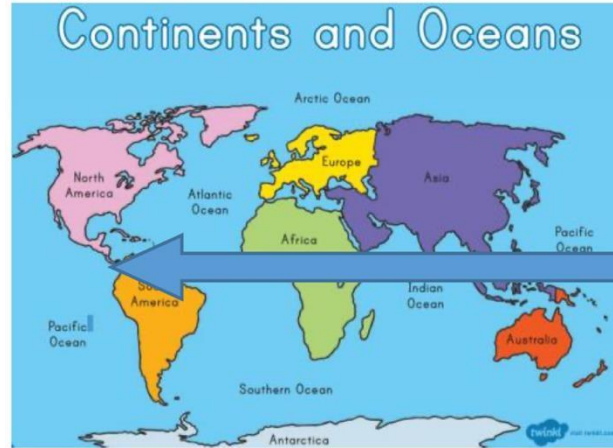 Continents and Oceans
Arctic Ocean
North
America
Europe
Asia
Atlantic
Ocean
Africa
Pacific
Ocean
Indian
Ocean
America
Pacific
Ocean
Australia
Southern Ocean
Antarctica
twinkl